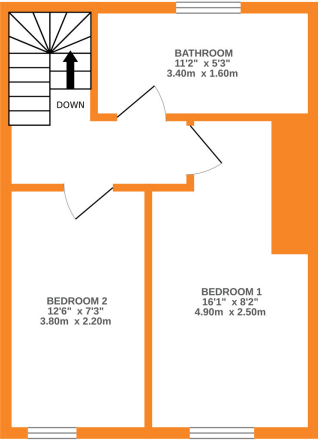 BATHROOM
11'2" x 5'3"
3.40m x 1.60m
DOWN
BEDROOM 2
12'6" x 7'3"
3.80m x 2.20m
BEDROOM 1
16'1" x 8'2"
4.90m x 2.50m